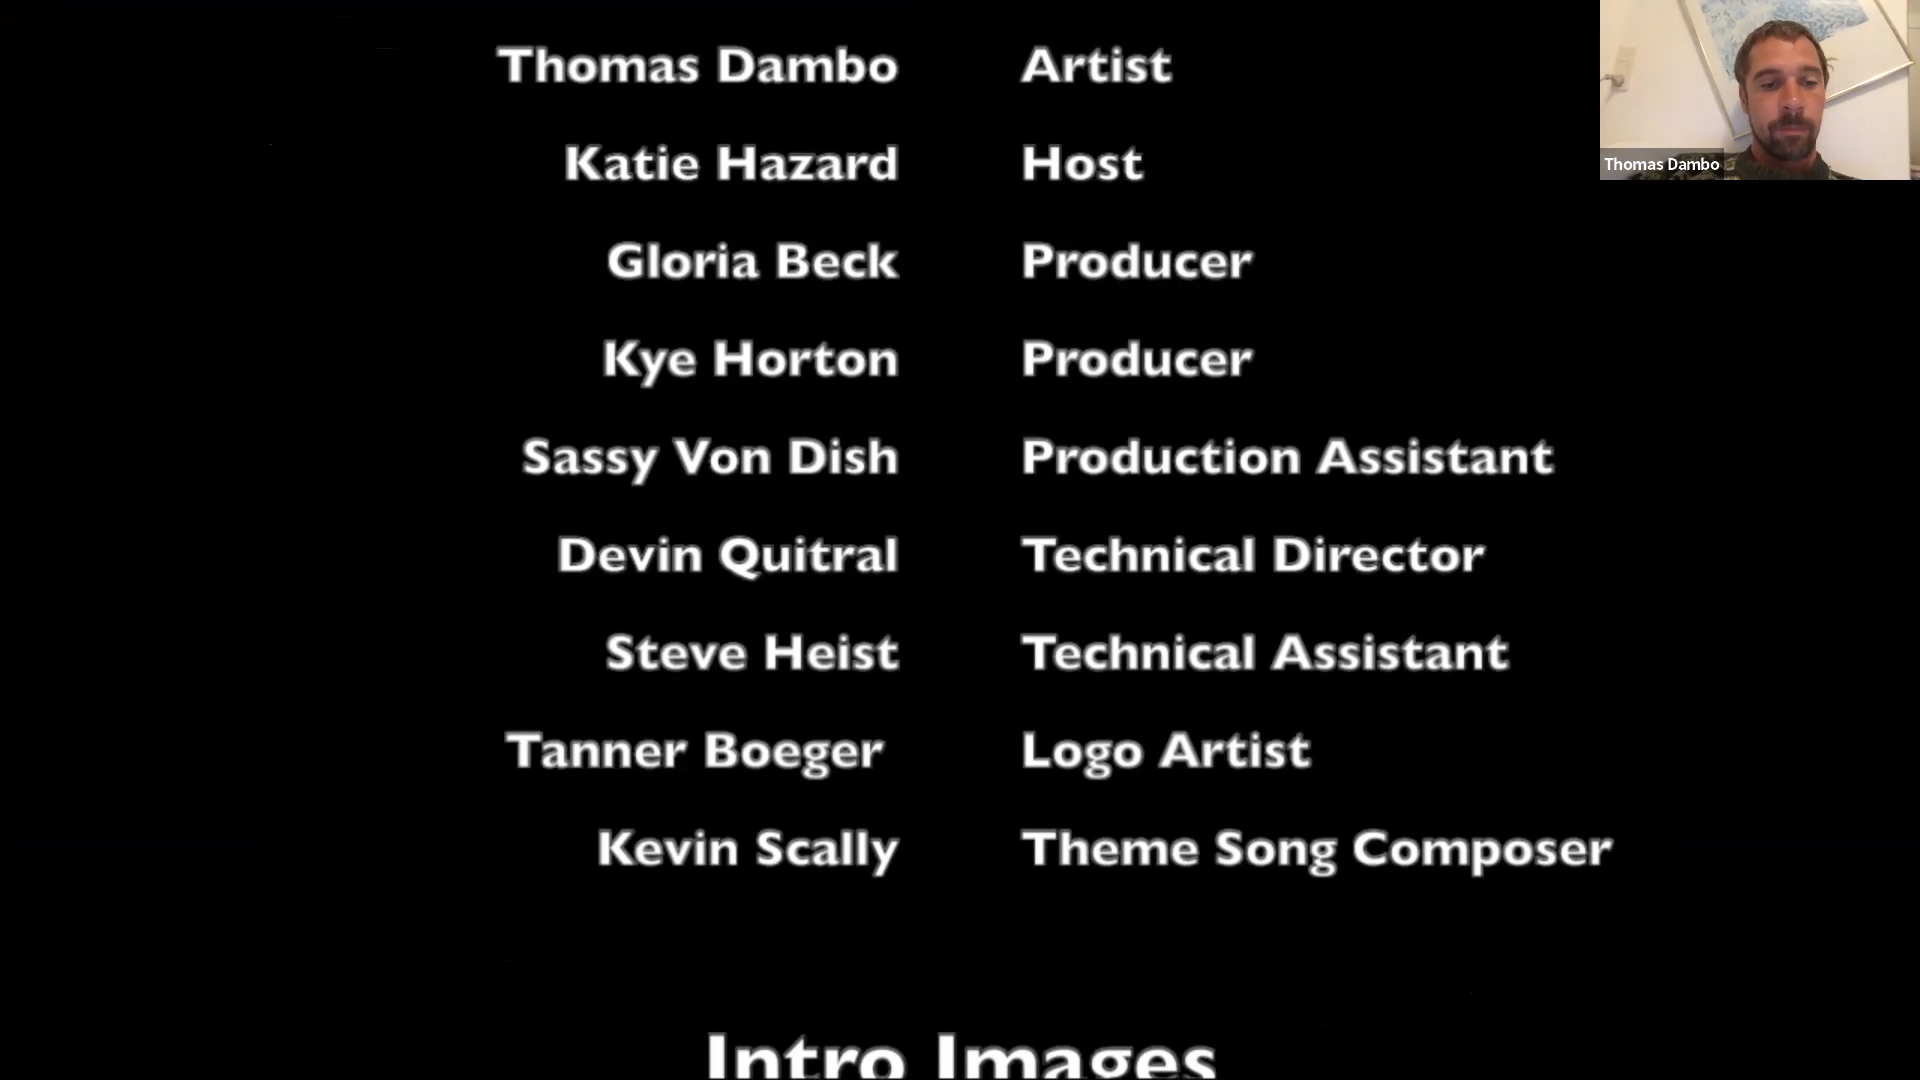 Thomas Dambo Artist
Katie Hazard Host
Gloria Beck Producer
Kye Horton Producer
Sassy Von Dish Production Assistant
Devin Quitral Technical Director
Steve Heist Technical Assistant
Tanner Boeger Logo Artist
Kevin Scally Theme Song Composer
Intro Images
Thomas Dambo